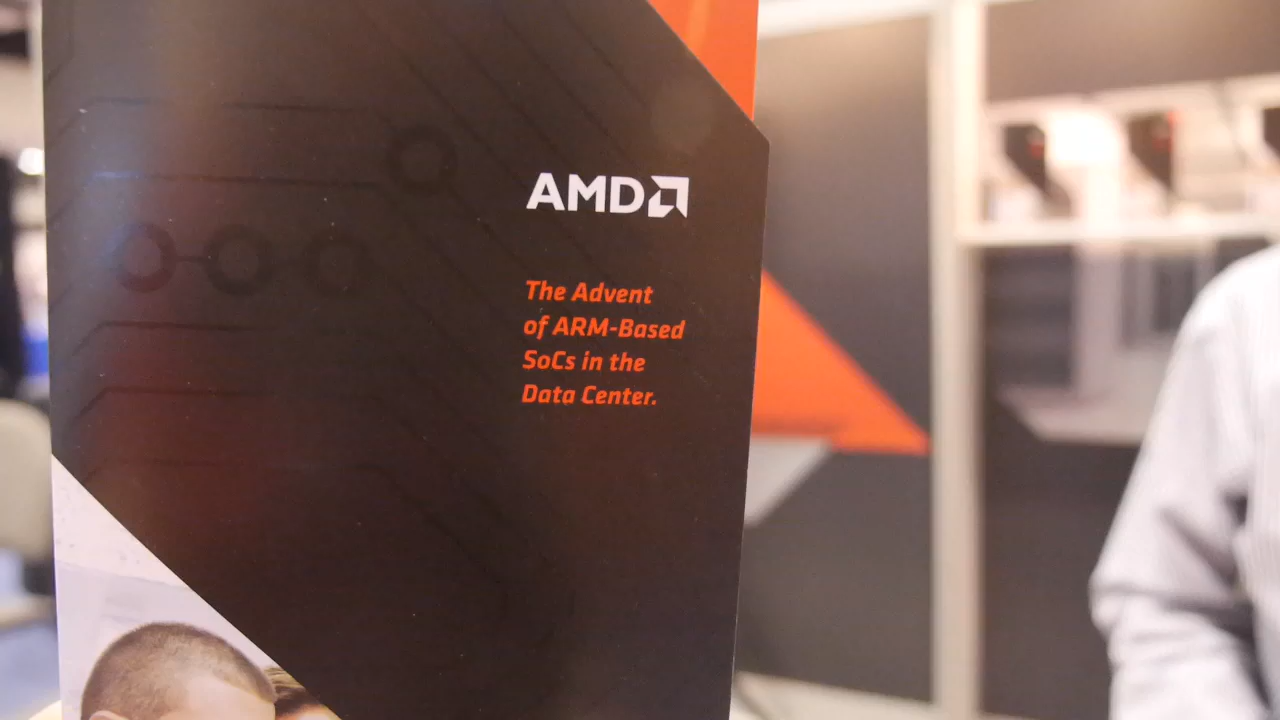 AMD
The Advent
of ARM-Based
SoCs in the
Data Center.